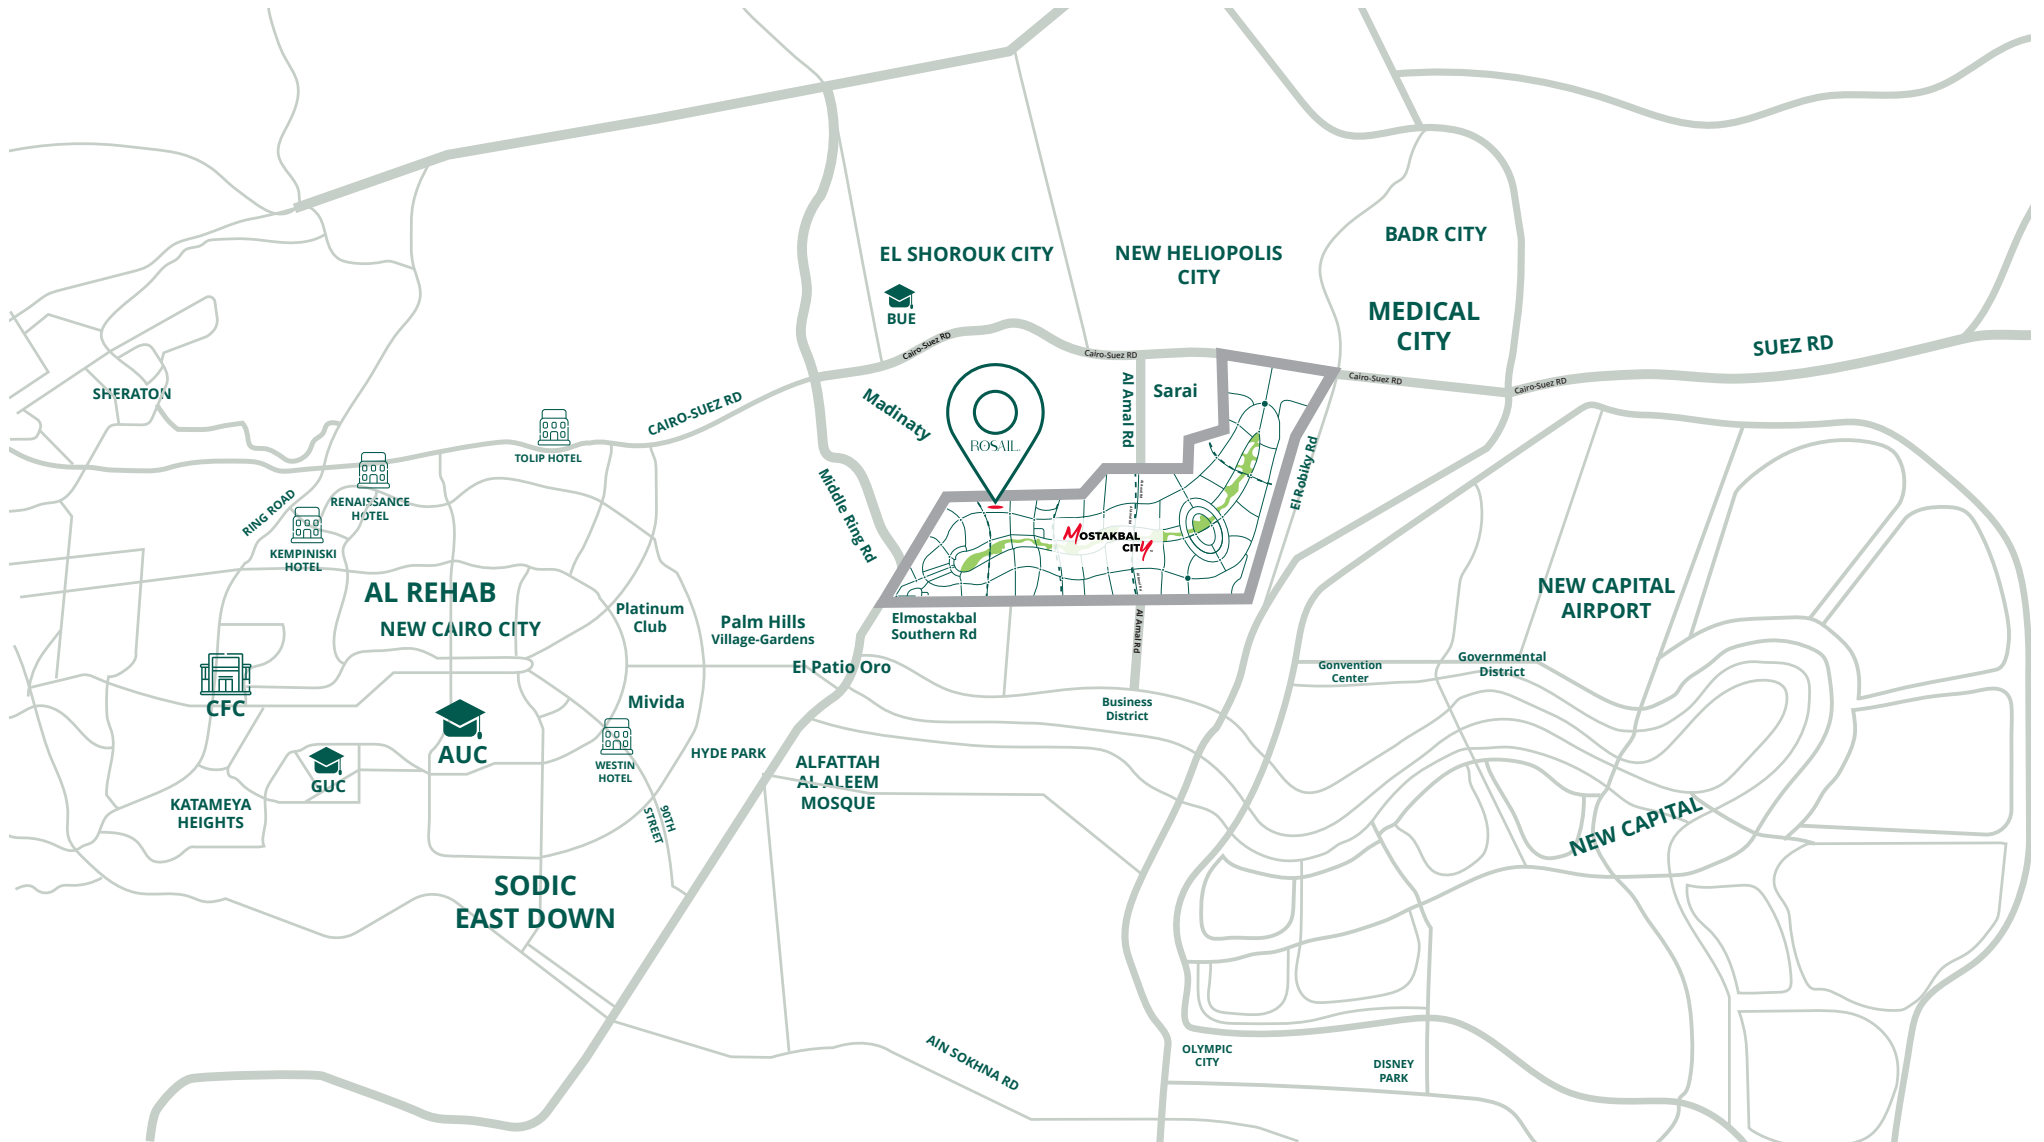 BADR CITY
EL SHOROUK CITY
NEW HELIOPOLIS
CITY
BUE
MEDICAL
CITY
SUEZ RD
Cairo-Suez RD
Cairo-Suez RD
Cairo-Suez RD
Cairo-Suez RD
SHERATON
CAIRO-SUEZ RD
Madinaty
Al Amal Rd
Sarai
ROSAIL
TOLIP HOTEL
RING ROAD
RENAISSANCE
HOTEL
KEMPINISKI
HOTEL
Middle Ring Rd
El Robiky Rd
MOSTAKBAL
CITY
AL REHAB
NEW CAIRO CITY
Platinum
Club
Palm Hills
Village-Gardens
Elmostakbal
Southern Rd
Al Amal Rd
NEW CAPITAL
AIRPORT
El Patio Oro
Gonvention
Center
Governmental
District
CFC
Mivida
Business
District
AUC
GUC
WESTIN
HOTEL
HYDE PARK
ALFATTAH
AL ALEEM
MOSQUE
KATAMEYA
HEIGHTS
90TH
STREET
NEW CAPITAL
SODIC
EAST DOWN
AIN SOKHNA RD
OLYMPIC
CITY
DISNEY
PARK